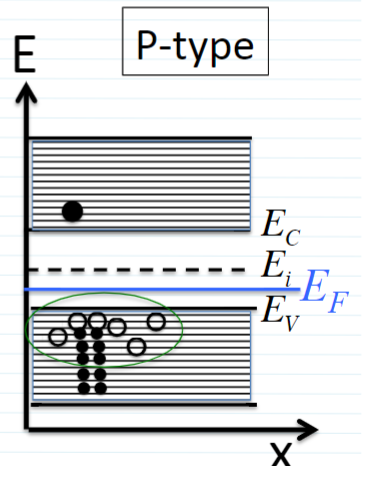 P-type
E
E_C
E_i
E_F
E_V
x